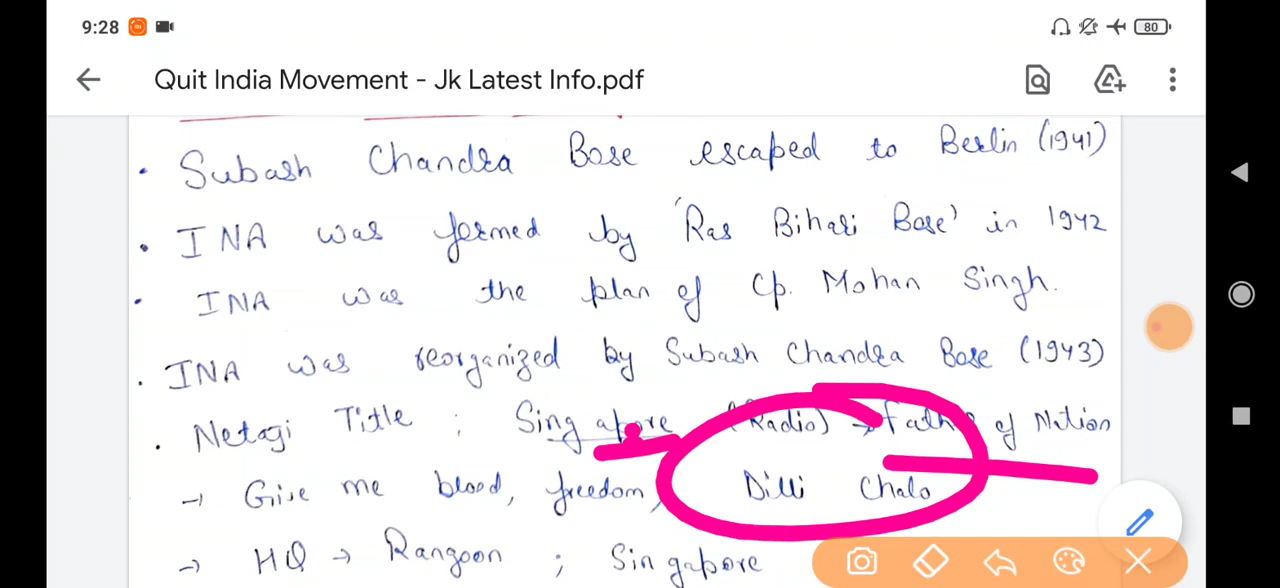 9:28 80
Quit India Movement - Jk Latest Info.pdf
• Subash Chandra Bose escaped to Berlin (1941)
• INA was formed by 'Ras Bihari Bose' in 1942
• INA was the plan of Cp. Mohan Singh.
• INA was reorganized by Subash Chandra Bose (1943)
• Netagi Title ; Singapore (Radio) → Father of Nation
→ Give me blood, freedom, Dilli Chalo
→ HQ → Rangoon ; Singapore